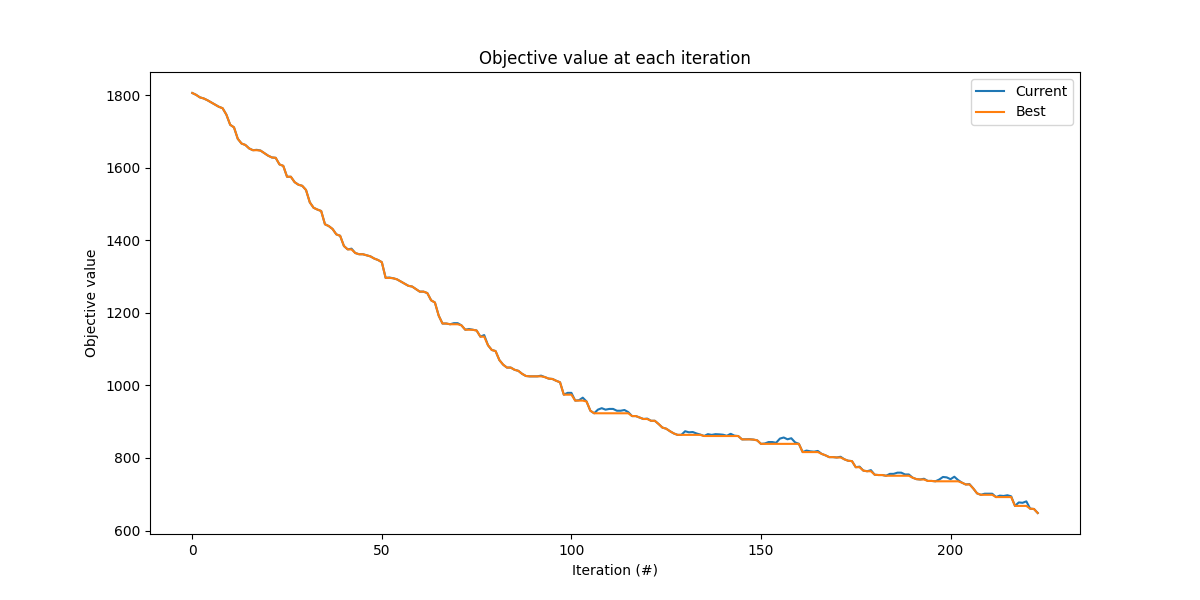 Objective value at each iteration
Current
Best
Objective value
1800
1600
1400
1200
1000
800
600
0
50
100
150
200
Iteration (#)